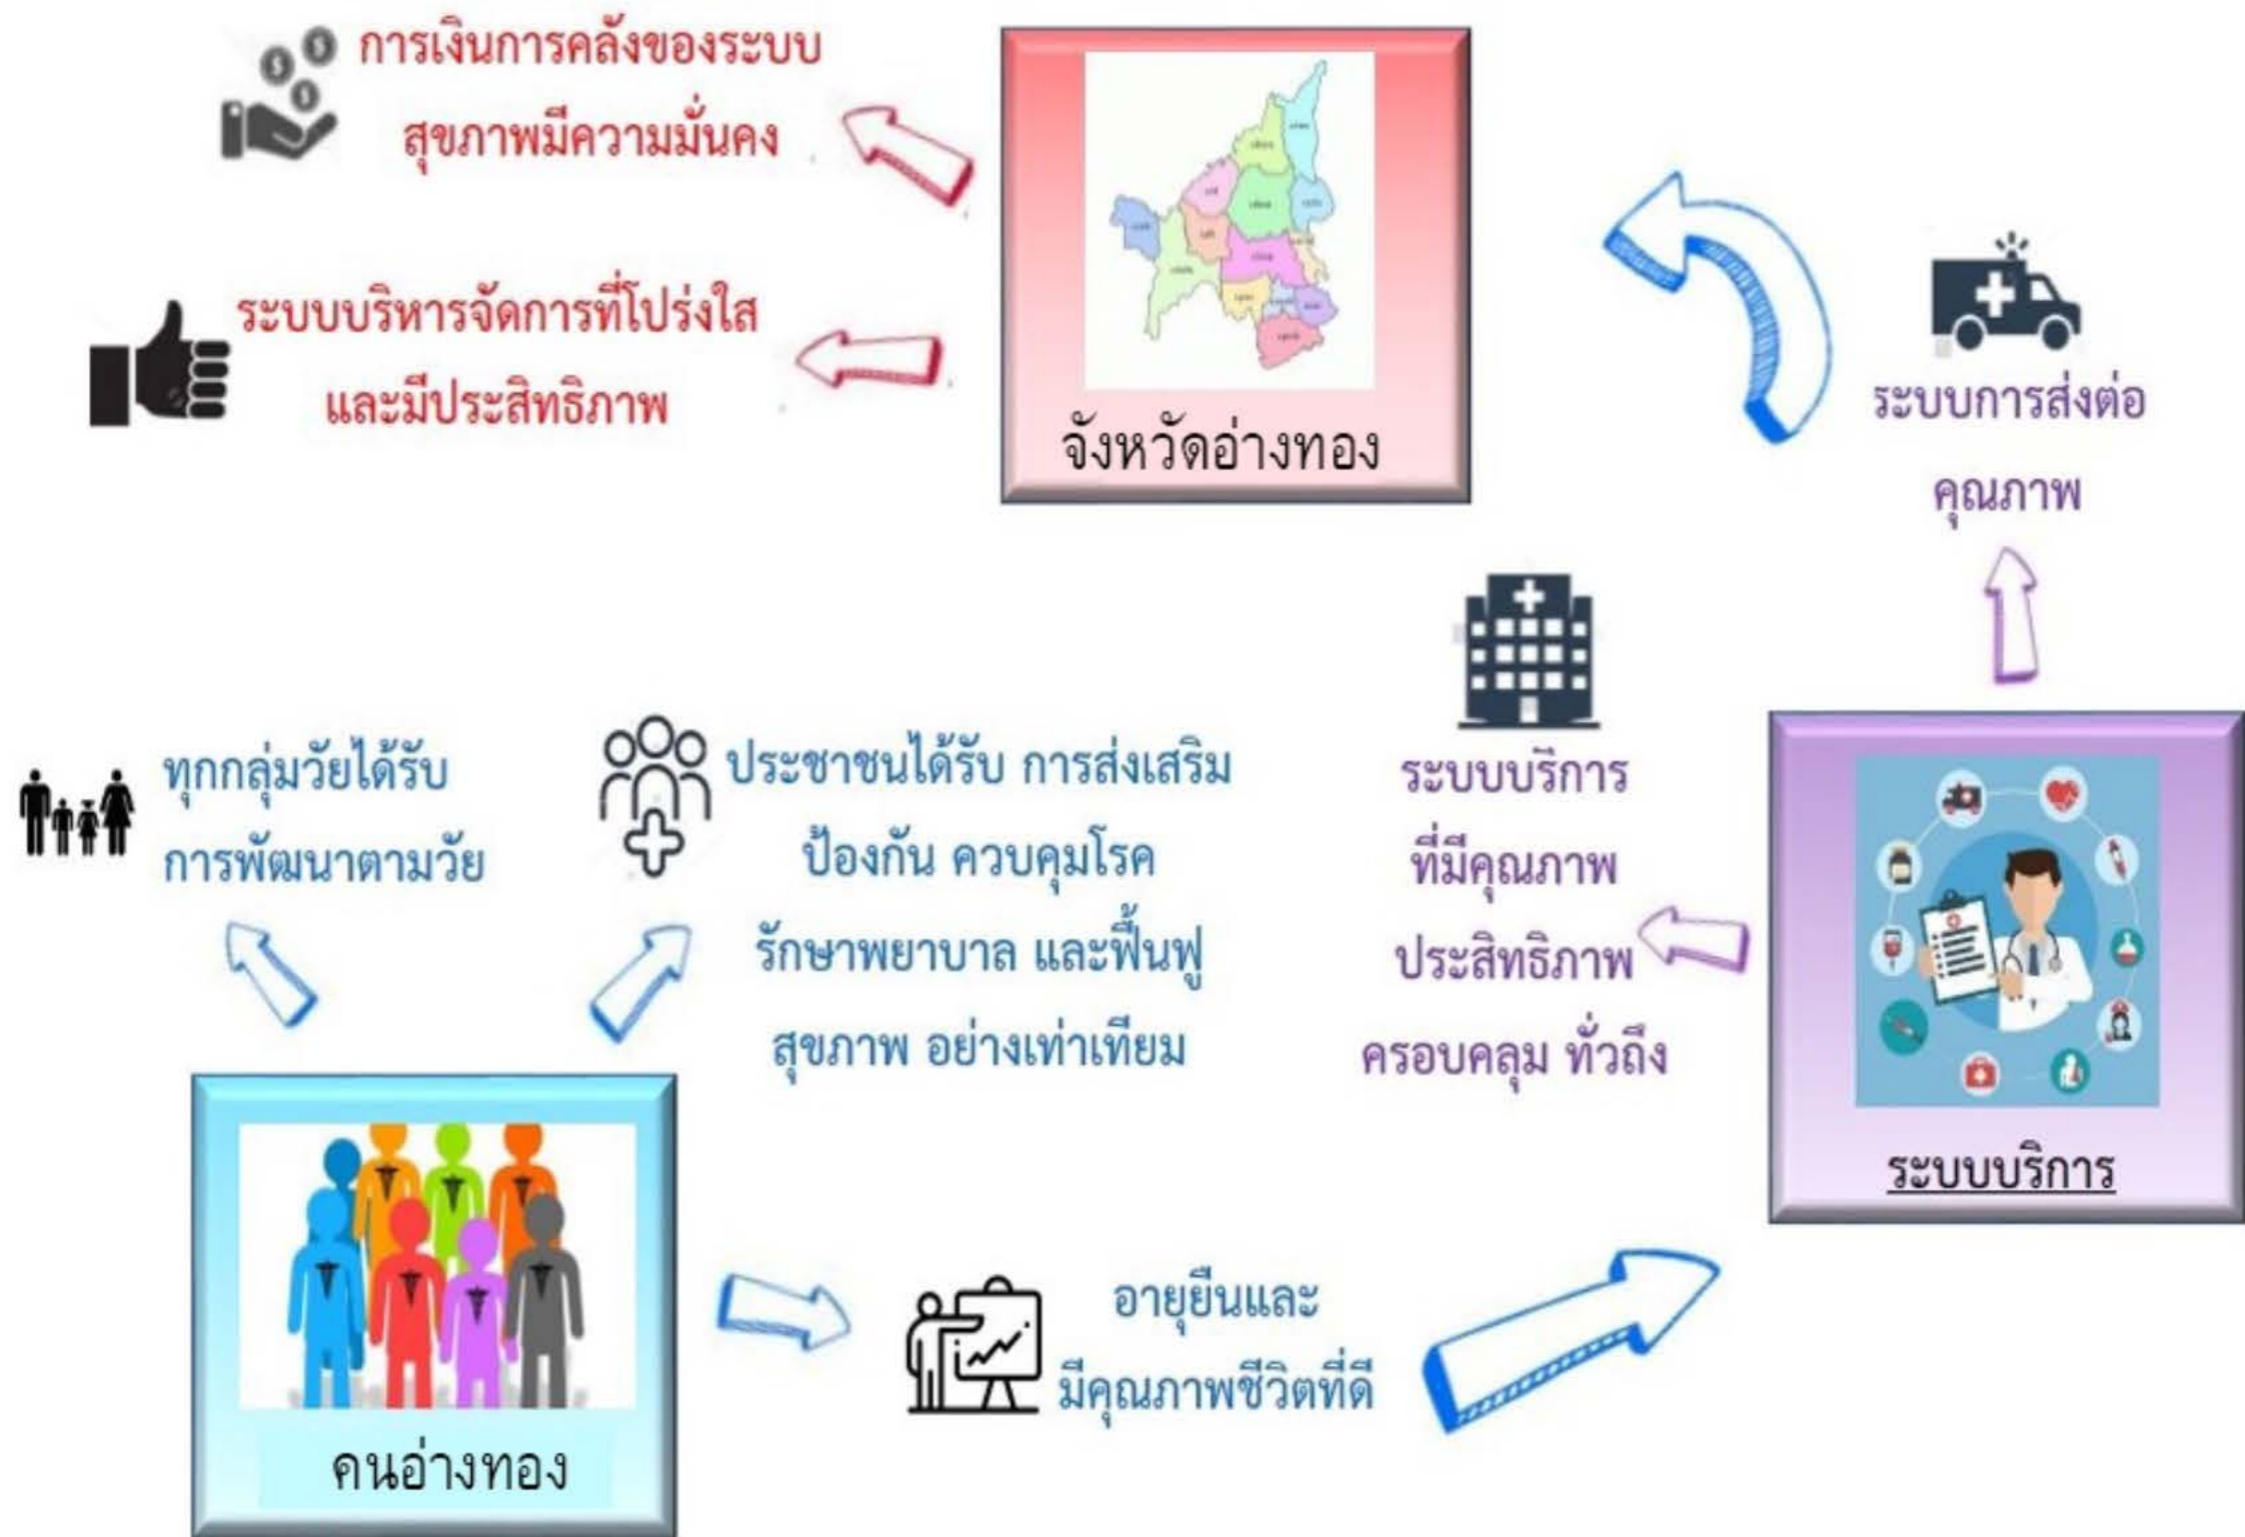 การเงินการคลังของระบบ
สุขภาพมีความมั่นคง
ระบบบริหารจัดการที่โปร่งใส
และมีประสิทธิภาพ
จังหวัดอ่างทอง
ระบบการส่งต่อ
คุณภาพ
ทุกกลุ่มวัยได้รับ
การพัฒนาตามวัย
ประชาชนได้รับ การส่งเสริม
ป้องกัน ควบคุมโรค
รักษาพยาบาล และฟื้นฟู
สุขภาพ อย่างเท่าเทียม
ระบบบริการ
ที่มีคุณภาพ
ประสิทธิภาพ
ครอบคลุม ทั่วถึง
ระบบบริการ
คนอ่างทอง
อายุยืนและ
มีคุณภาพชีวิตที่ดี